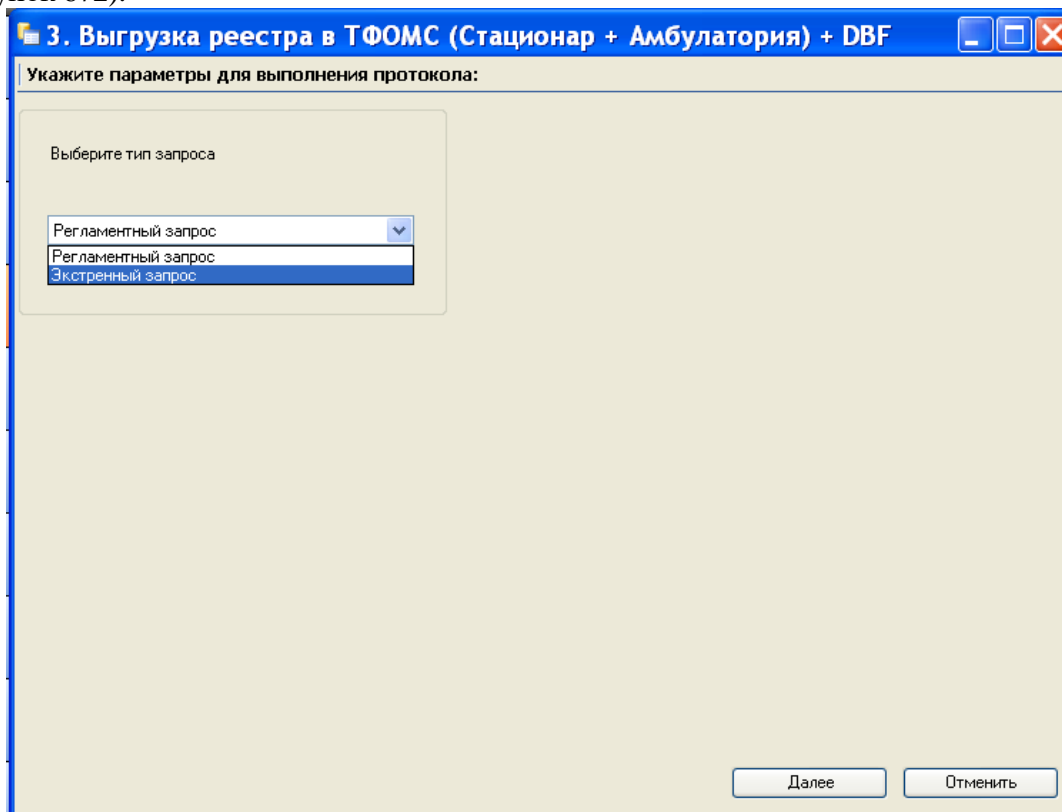 3. Выгрузка реестра в ТФОМС (Стационар + Амбулатория) + DBF
Укажите параметры для выполнения протокола:
Выберите тип запроса
Регламентный запрос
Регламентный запрос
Экстренный запрос
Далее
Отменить